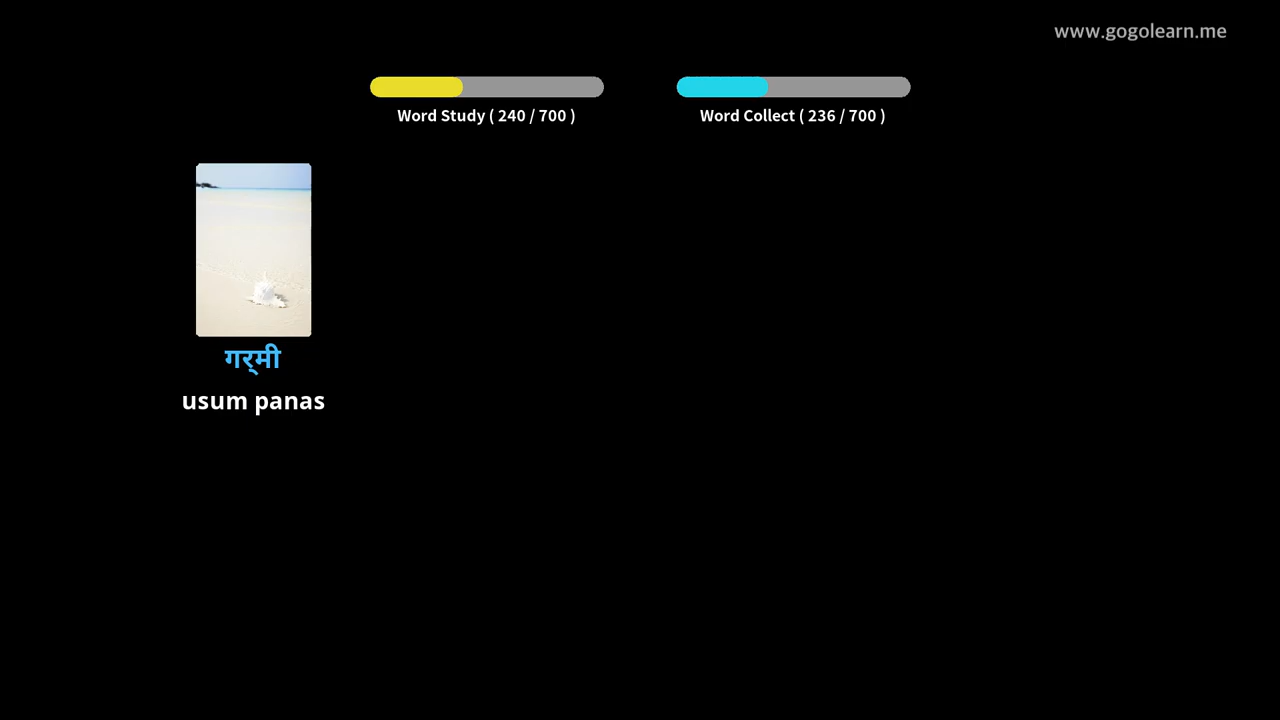 www.gogolearn.me
Word Study ( 240 / 700 )
Word Collect ( 236 / 700 )
गर्‌मी
usum panas